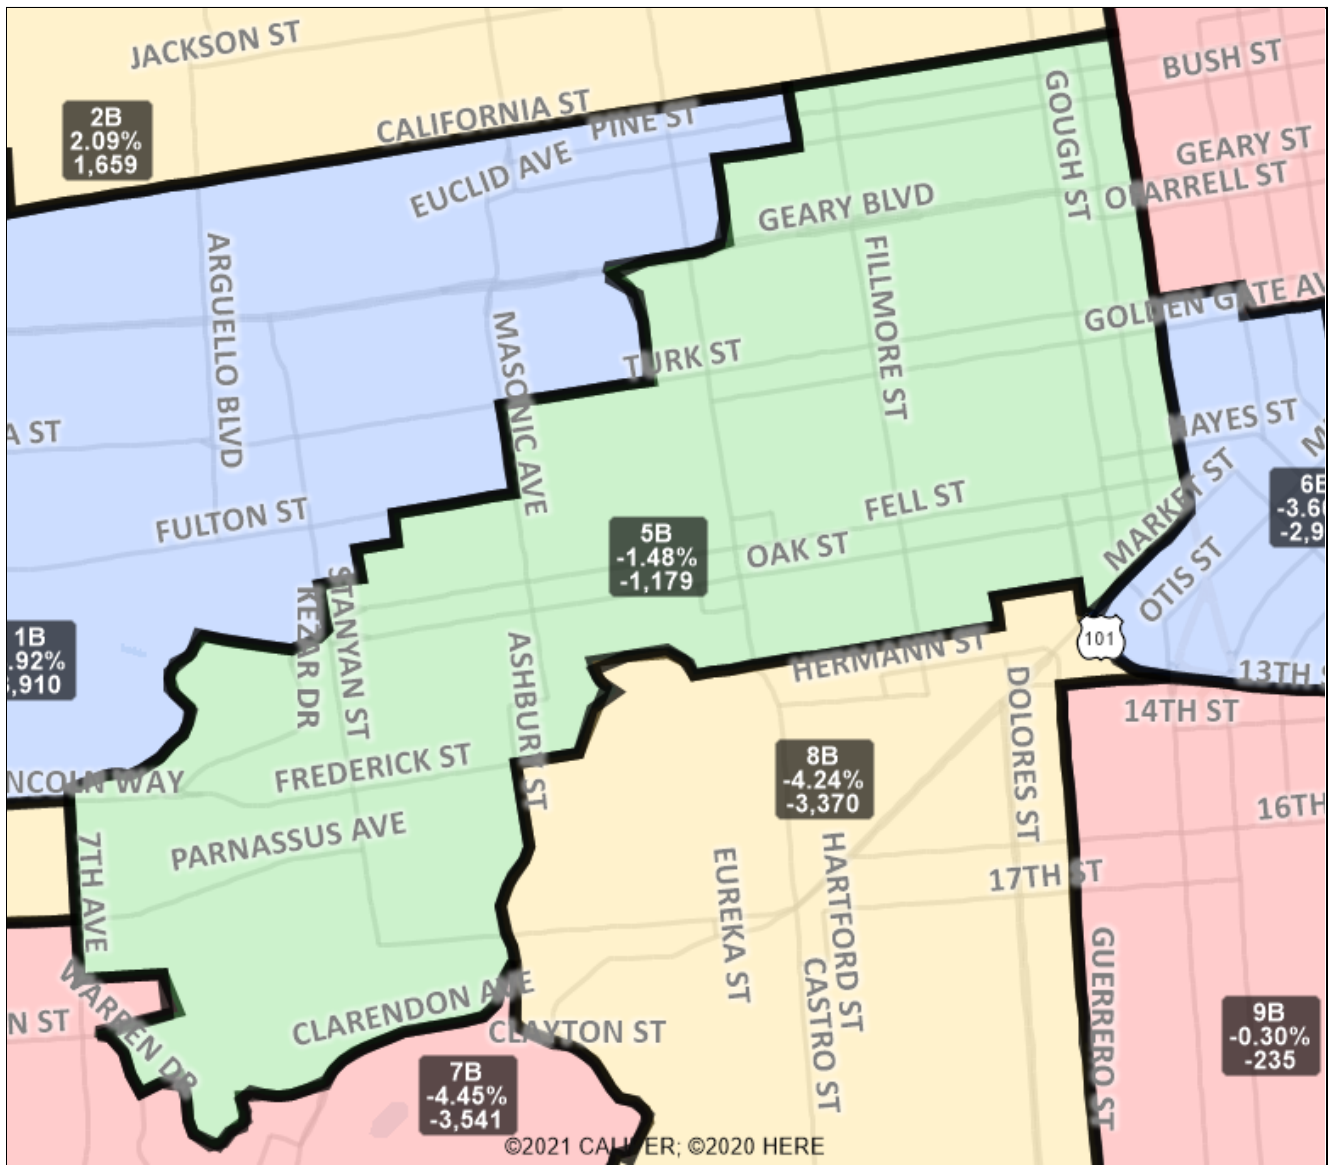 JACKSON ST
BUSH ST
2B
2.09%
1,659
CALIFORNIA ST
PINE ST
GOUGH ST
GEARY ST
EUCLID AVE
GEARY BLVD
ARGUELLO BLVD
FILLMORE ST
GOLDEN GATE AV
MASONIC AVE
TURK ST
A ST
HAYES ST
FULTON ST
FELL ST
MARKET ST
5B
-1.48%
-1,179
OAK ST
OTIS ST
STANYAN ST
KEZAR DR
1B
.92%
,910
ASHBURY ST
HERMANN ST
101
13TH
DOLORES ST
14TH ST
FREDERICK ST
NCOLN WAY
8B
-4.24%
-3,370
16TH
PARNASSUS AVE
7TH AVE
HARTFORD ST
EUREKA ST
17TH ST
GUERRERO ST
CASTRO ST
WARREN DR
N ST
CLARENDON AVE
CLAYTON ST
9B
-0.30%
-235
7B
-4.45%
-3,541
©2021 CALIPER; ©2020 HERE